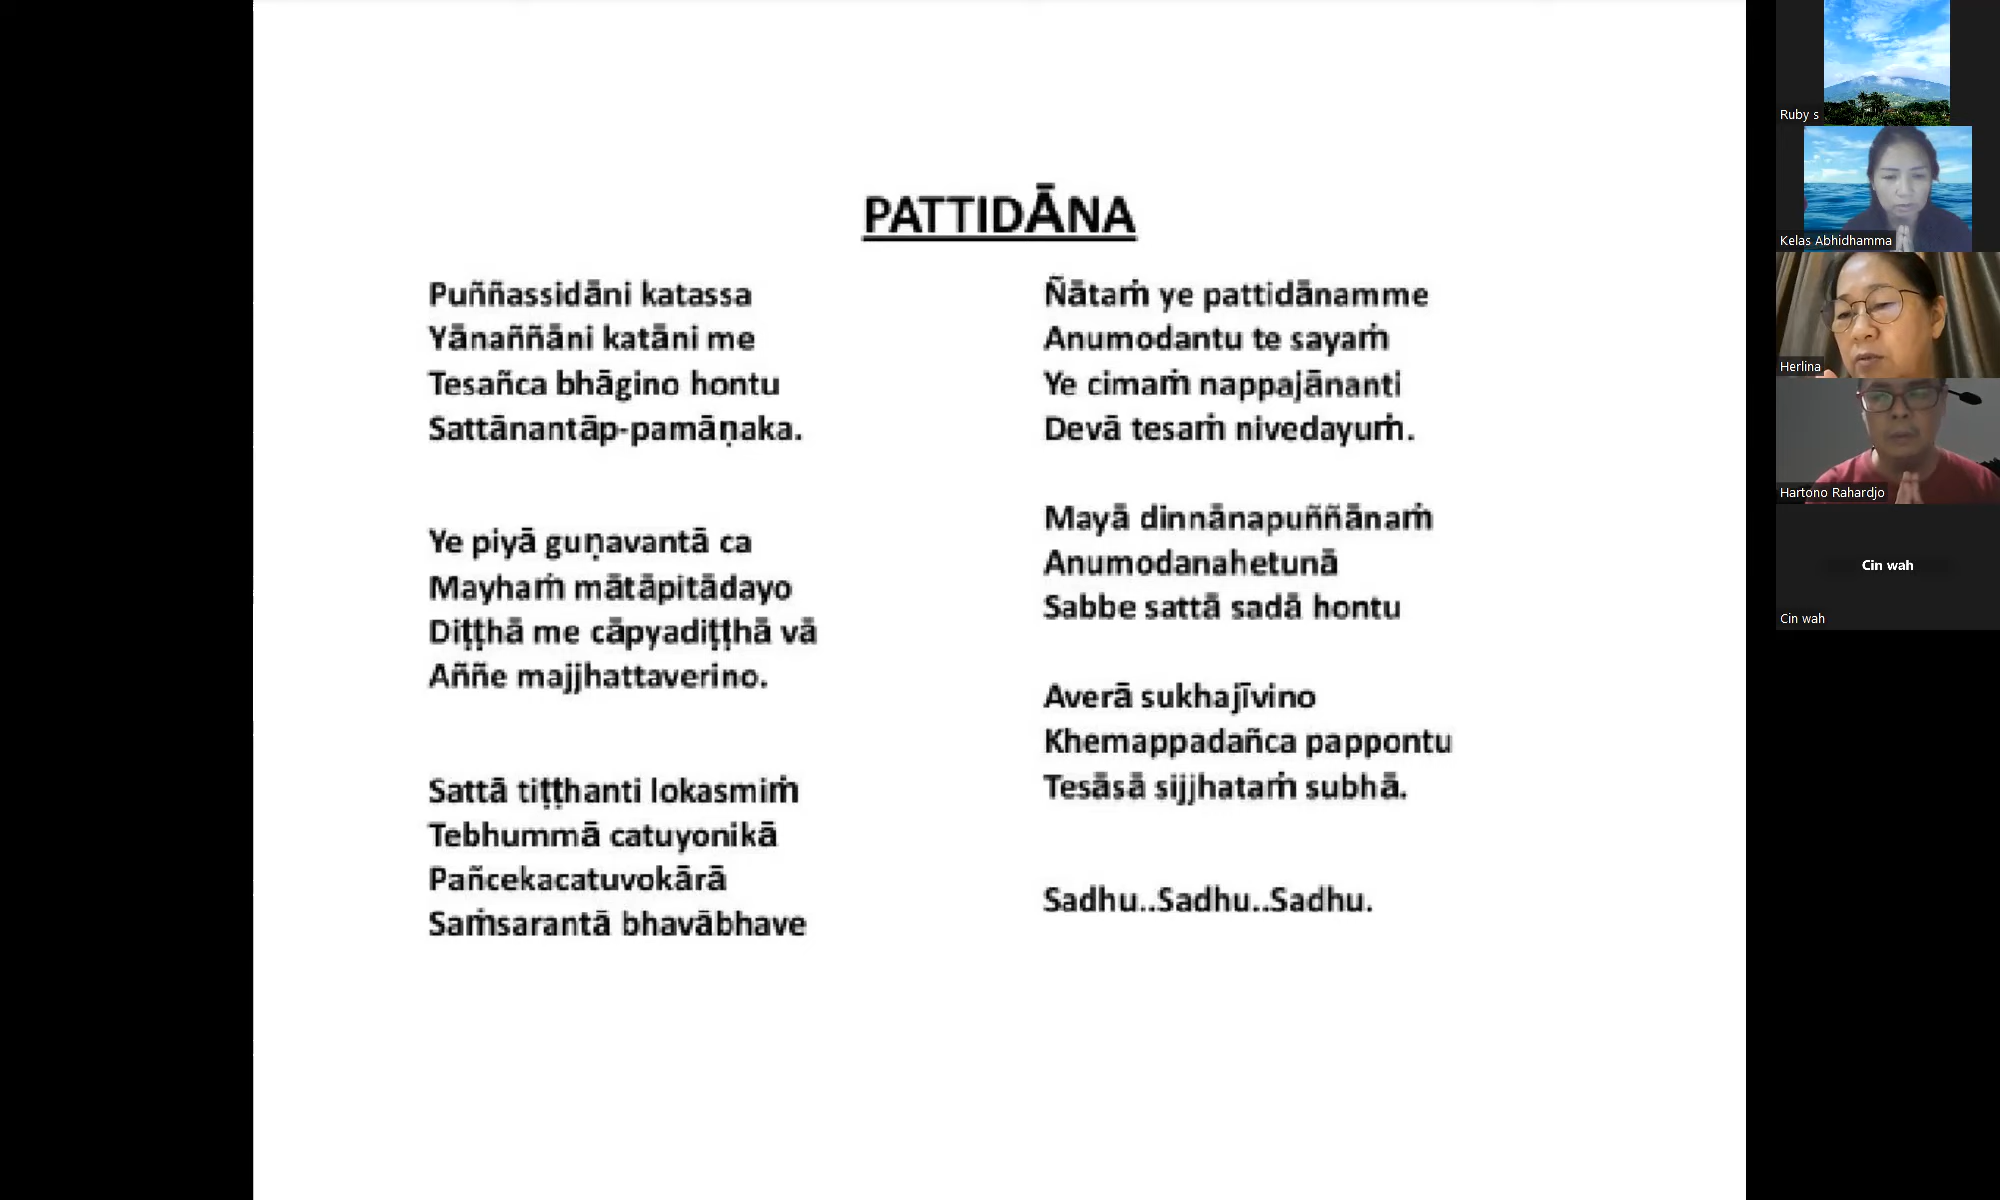 PATTIDĀNA
Puññassidāni katassa
Yānaññāni katāni me
Tesañca bhāgino hontu
Sattānantāp-pamāṇaka.
Ye piyā guṇavantā ca
Mayhaṁ mātāpitādayo
Diṭṭhā me cāpyadiṭṭhā vā
Aññe majjhattaverino.
Sattā tiṭṭhanti lokasmiṁ
Tebhummā catuyonikā
Pañcekacatuvokārā
Saṁsarantā bhavābhave
Ñātaṁ ye pattidānamme
Anumodantu te sayaṁ
Ye cimaṁ nappajānanti
Devā tesaṁ nivedayuṁ.
Mayā dinnānapuññānaṁ
Anumodanahetunā
Sabbe sattā sadā hontu
Averā sukhajīvino
Khemappadañca pappontu
Tesāsā sijjhataṁ subhā.
Sadhu..Sadhu..Sadhu.
Ruby s
Kelas Abhidhamma
Herlina
Hartono Rahardjo
Cin wah
Cin wah